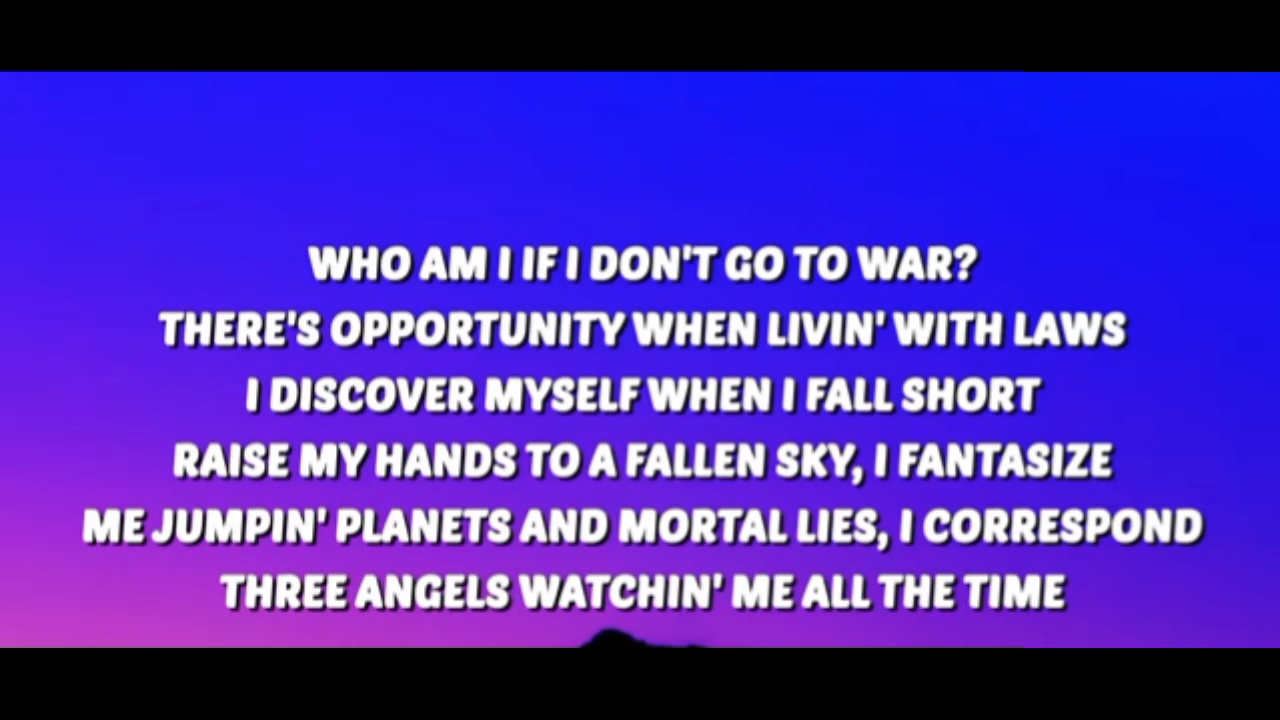 WHO AM I IF I DON'T GO TO WAR?
THERE'S OPPORTUNITY WHEN LIVIN' WITH LAWS
I DISCOVER MYSELF WHEN I FALL SHORT
RAISE MY HANDS TO A FALLEN SKY, I FANTASIZE
ME JUMPIN' PLANETS AND MORTAL LIES, I CORRESPOND
THREE ANGELS WATCHIN' ME ALL THE TIME